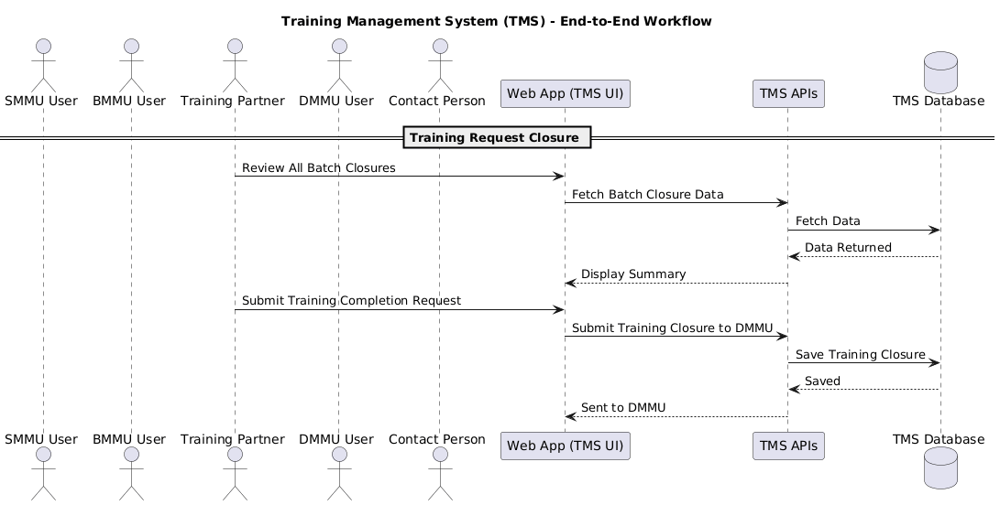 Training Management System (TMS) - End-to-End Workflow
SMMU User
BMMU User
Training Partner
DMMU User
Contact Person
Web App (TMS UI)
TMS APIs
TMS Database
Training Request Closure
Review All Batch Closures
Fetch Batch Closure Data
Fetch Data
Data Returned
Display Summary
Submit Training Completion Request
Submit Training Closure to DMMU
Save Training Closure
Saved
Sent to DMMU
SMMU User
BMMU User
Training Partner
DMMU User
Contact Person
Web App (TMS UI)
TMS APIs
TMS Database